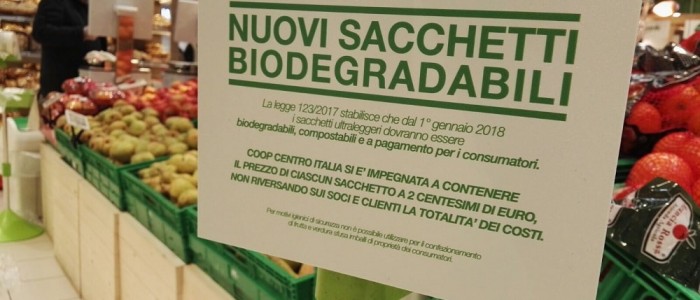 NUOVI SACCHETTI
BIODEGRADABILI
La legge 123/2017 stabilisce che dal 1° gennaio 2018
i sacchetti ultraleggeri dovranno essere
biodegradabili, compostabili e a pagamento per i consumatori.
COOP CENTRO ITALIA SI E' IMPEGNATA A CONTENERE
IL PREZZO DI CIASCUN SACCHETTO A 2 CENTESIMI DI EURO,
NON RIVERSANDO SUI SOCI E CLIENTI LA TOTALITA' DEI COSTI.
Per motivi igienici di sicurezza non è possibile utilizzare per il confezionamento
di frutta e verdura sfusa imballi di proprietà dei consumatori.
Rossa